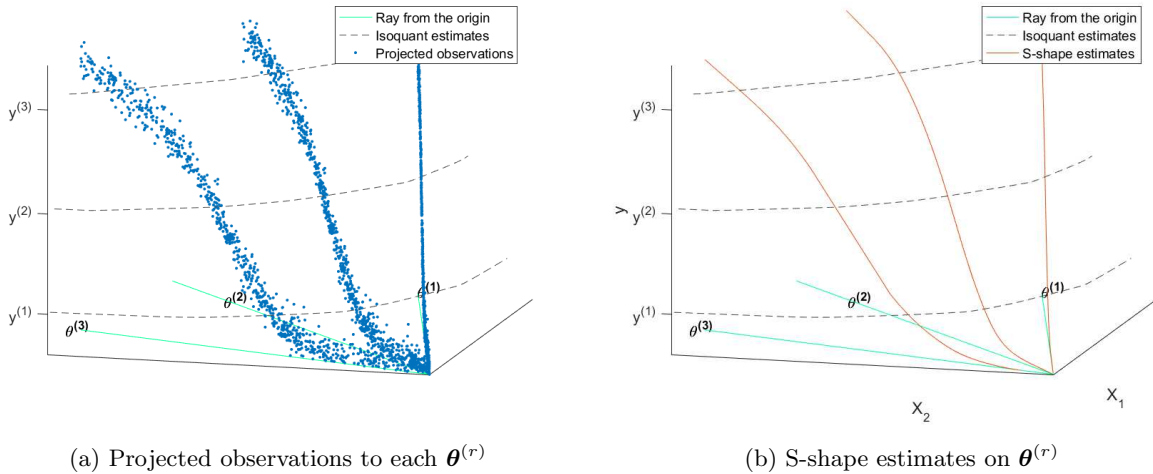 Ray from the origin
Isoquant estimates
Projected observations
y(3)
y(2)
y(1)
θ(1)
θ(2)
θ(3)
(a) Projected observations to each θ(r)
Ray from the origin
Isoquant estimates
S-shape estimates
y(3)
y
y(2)
y(1)
θ(1)
θ(2)
θ(3)
X1
X2
(b) S-shape estimates on θ(r)